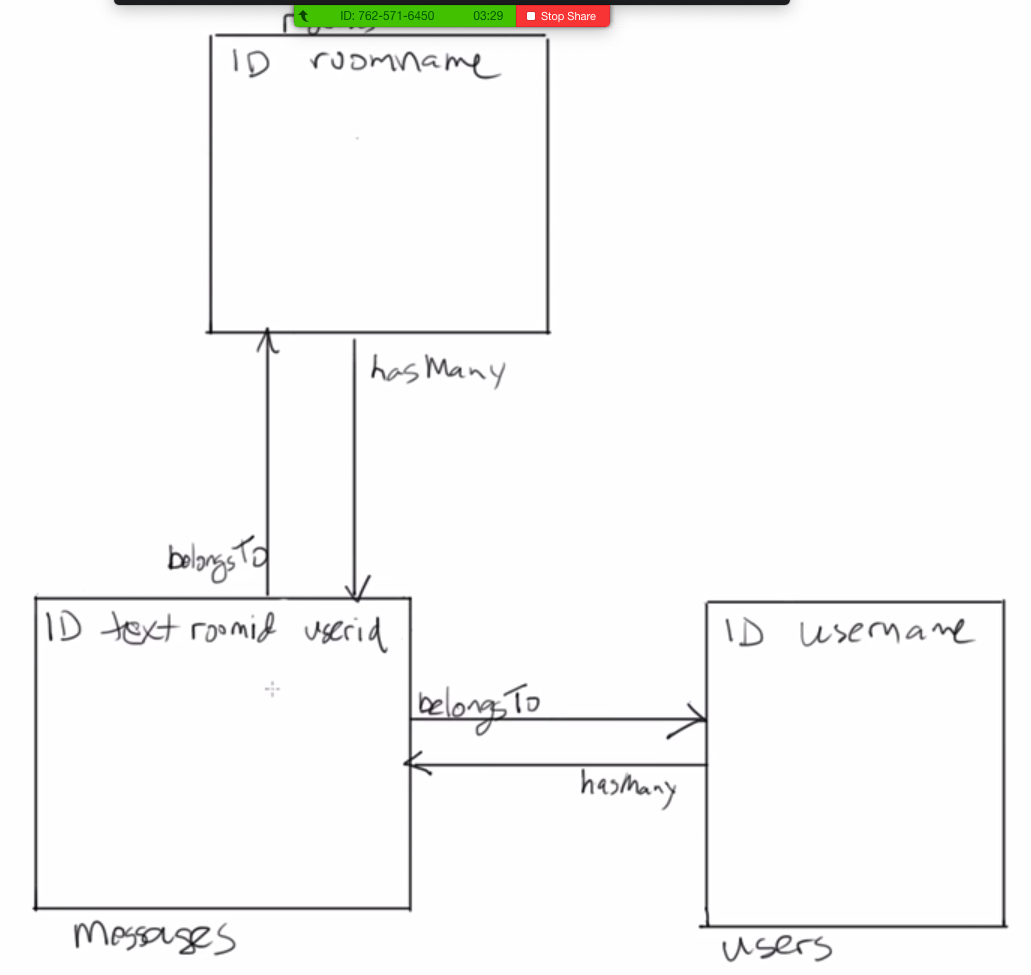 ID: 762-571-6450 03:29 Stop Share
ID roomname
hasMany
belongsTo
ID text roomid userid
ID username
belongsTo
hasMany
Messages
users